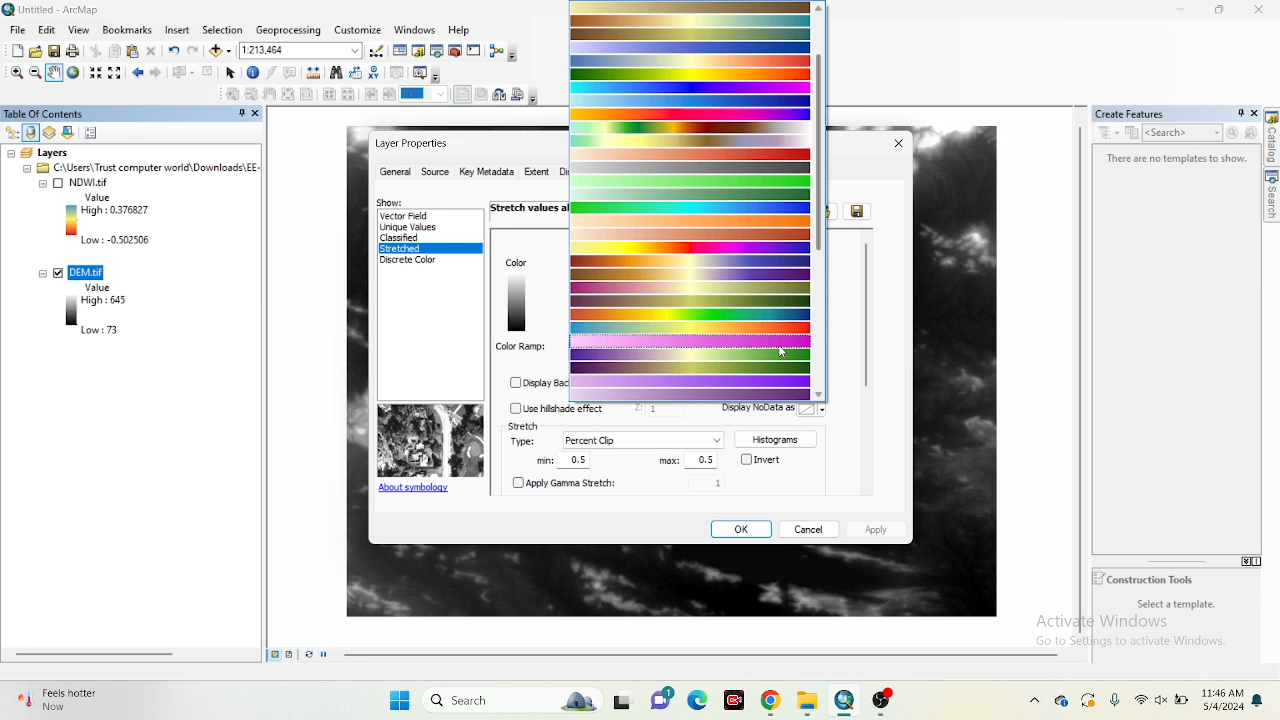 Untitled - ArcMap
File Edit View Bookmarks Insert Selection Geoprocessing Customize Windows Help
1:213,464
Table Of Contents
Layers
C:\Users\Trust computer world\Downloads\EE-
NDWI.tif
Value
High : 0.376827
Low : -0.502506
DEM.tif
Value
High : 645
Low : 73
Layer Properties
General Source Key Metadata Extent
Show:
Vector Field
Unique Values
Classified
Stretched
Discrete Color
About symbology
Stretch values al
Color
Color Ramp:
Display Bac
Use hillshade effect Z: 1 Display NoData as
Stretch
Type: Percent Clip Histograms
min: 0.5 max: 0.5 Invert
Apply Gamma Stretch: 1
OK Cancel Apply
Create Features
<Search>
There are no templates to show.
Construction Tools
Select a template.
Catalog
Search
Activate Windows
Go to Settings to activate Windows.
Feels hotter
Now
Search
1
11:46 AM
5/4/2025